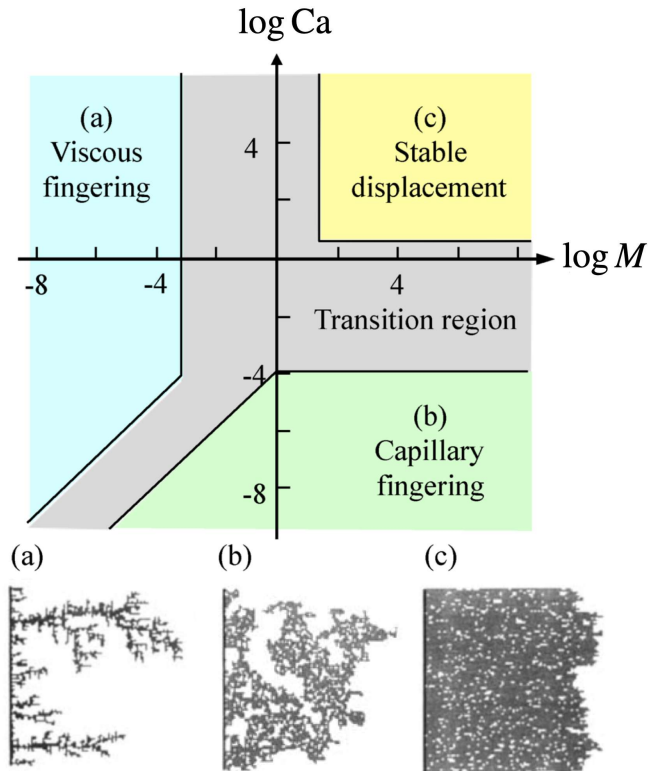 log Ca
(a)
Viscous
fingering
4
(c)
Stable
displacement
-8
-4
4
log M
Transition region
-4
(b)
Capillary
fingering
-8
(a)
(b)
(c)